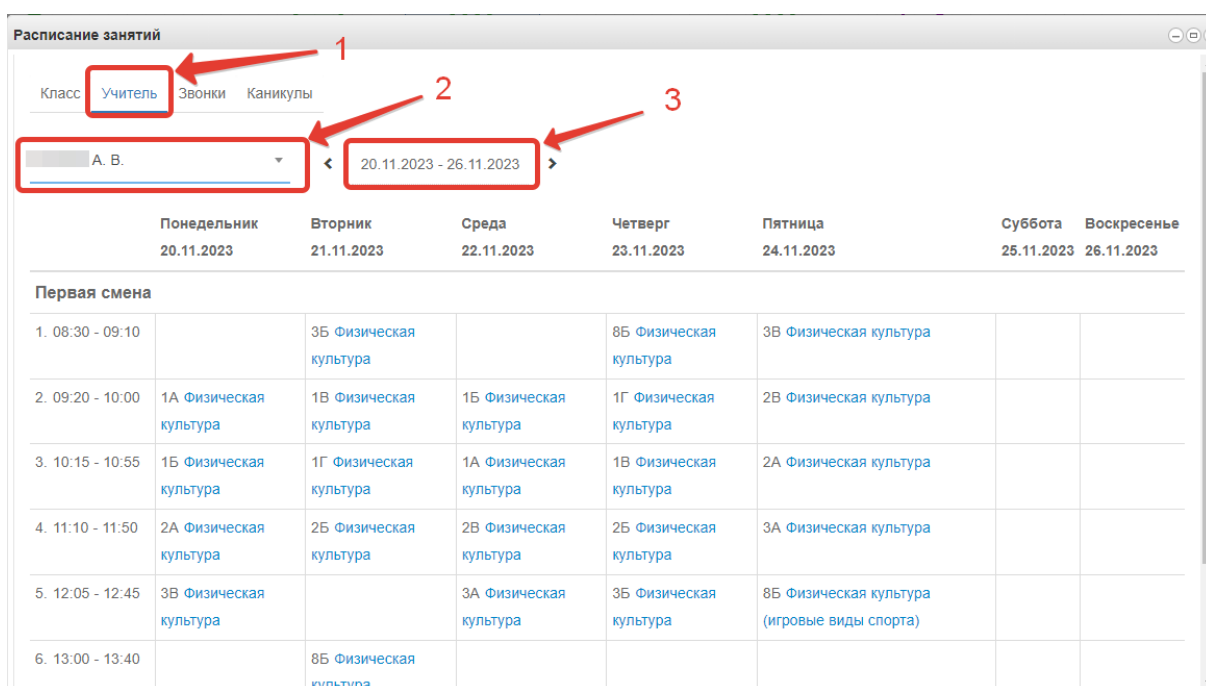 Расписание занятий
1
Класс Учитель Звонки Каникулы
2
3
А. В.
20.11.2023 - 26.11.2023
Понедельник Вторник Среда Четверг Пятница Суббота Воскресенье
20.11.2023 21.11.2023 22.11.2023 23.11.2023 24.11.2023 25.11.2023 26.11.2023
Первая смена
1. 08:30 - 09:10 3Б Физическая 8Б Физическая 3В Физическая культура
культура культура
2. 09:20 - 10:00 1А Физическая 1В Физическая 1Б Физическая 1Г Физическая 2В Физическая культура
культура культура культура культура
3. 10:15 - 10:55 1Б Физическая 1Г Физическая 1А Физическая 1В Физическая 2А Физическая культура
культура культура культура культура
4. 11:10 - 11:50 2А Физическая 2Б Физическая 2В Физическая 2Б Физическая 3А Физическая культура
культура культура культура культура
5. 12:05 - 12:45 3В Физическая 3А Физическая 3Б Физическая 8Б Физическая культура
культура культура культура (игровые виды спорта)
6. 13:00 - 13:40 8Б Физическая
культура